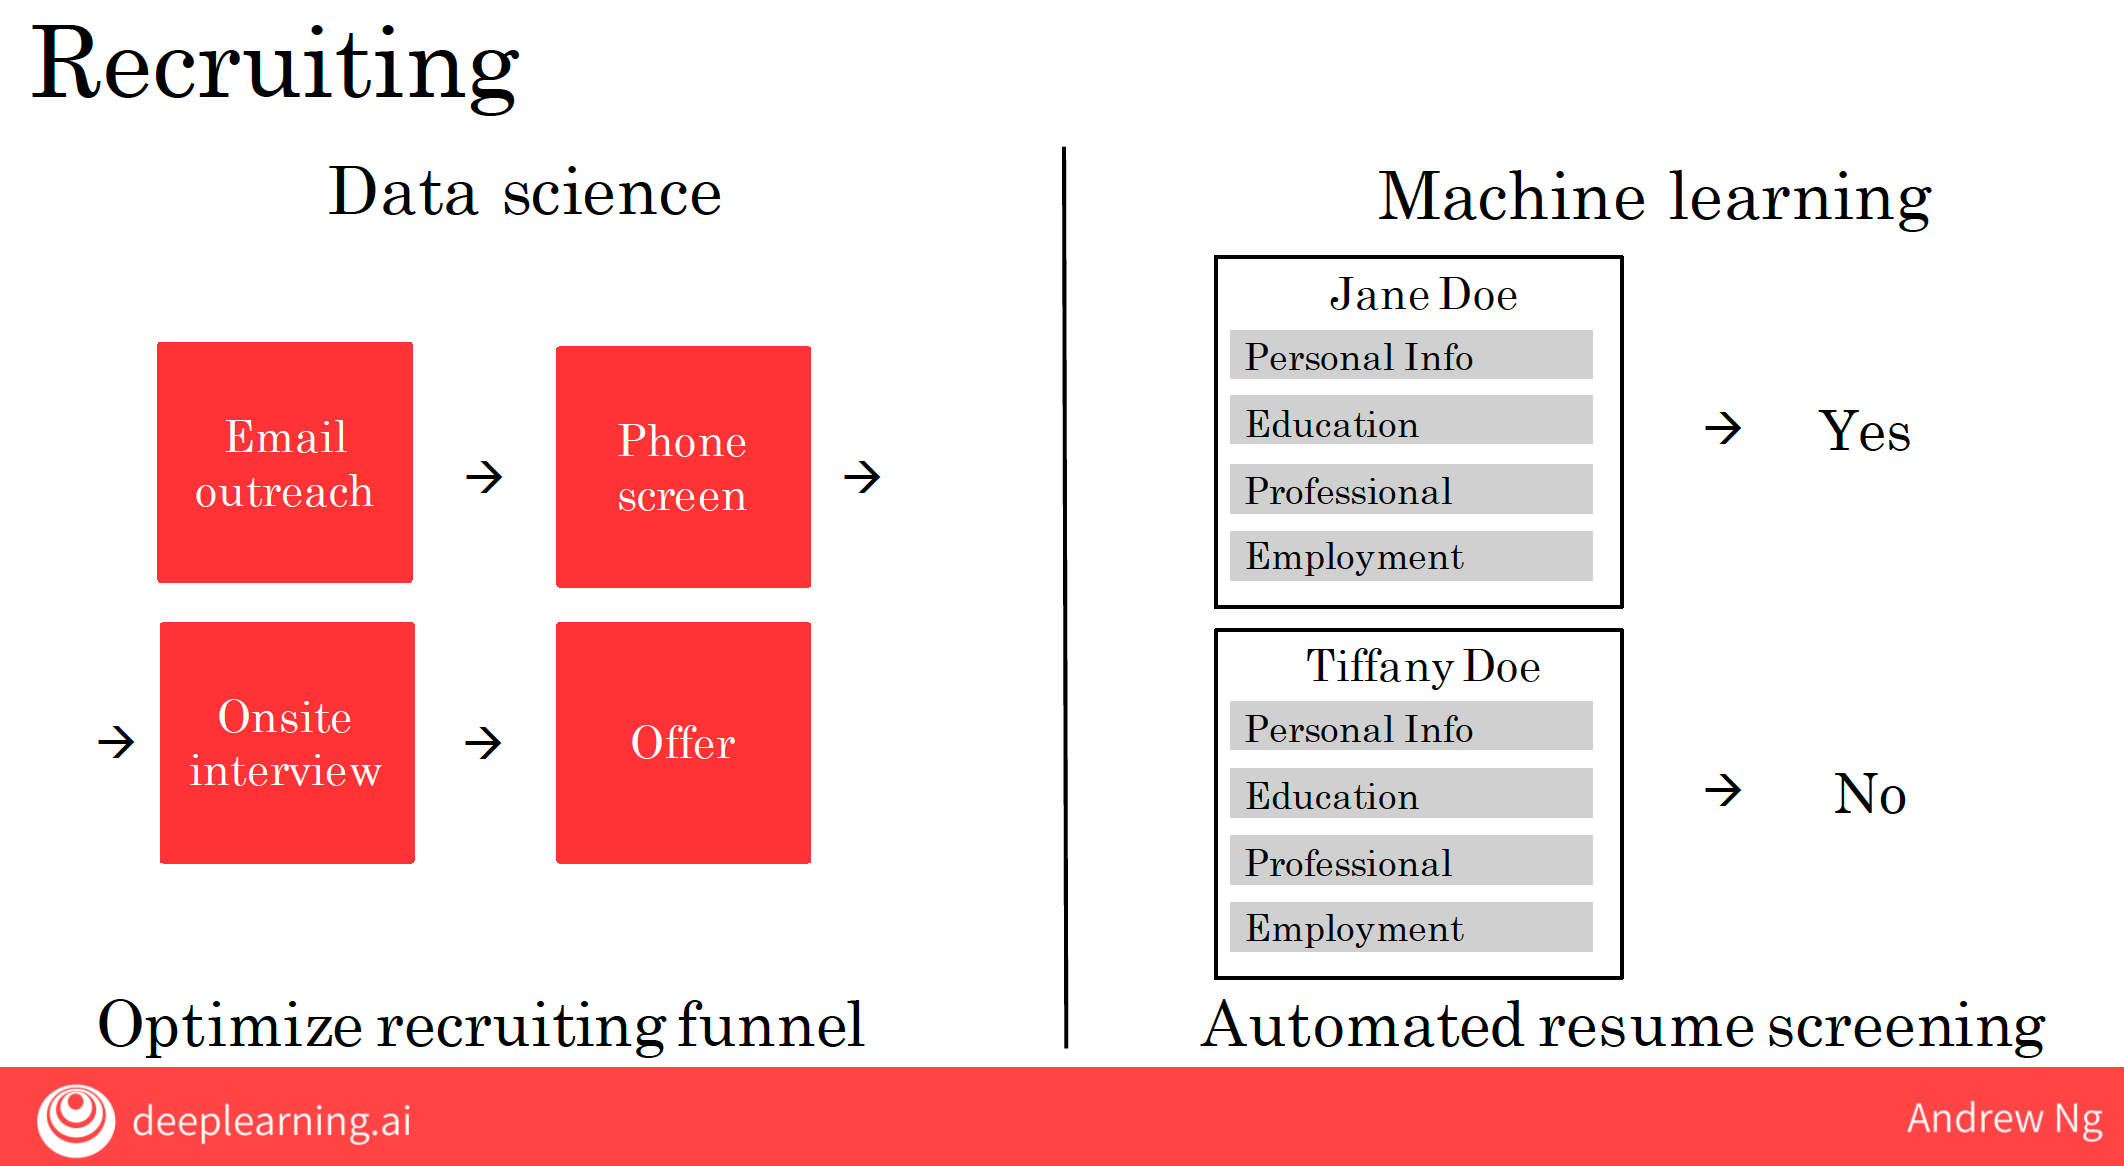 Recruiting
Data science
Email
outreach
→
Phone
screen
→
→
Onsite
interview
→
Offer
Optimize recruiting funnel
Machine learning
Jane Doe
Personal Info
Education
Professional
Employment
→ Yes
Tiffany Doe
Personal Info
Education
Professional
Employment
→ No
Automated resume screening
deeplearning.ai
Andrew Ng